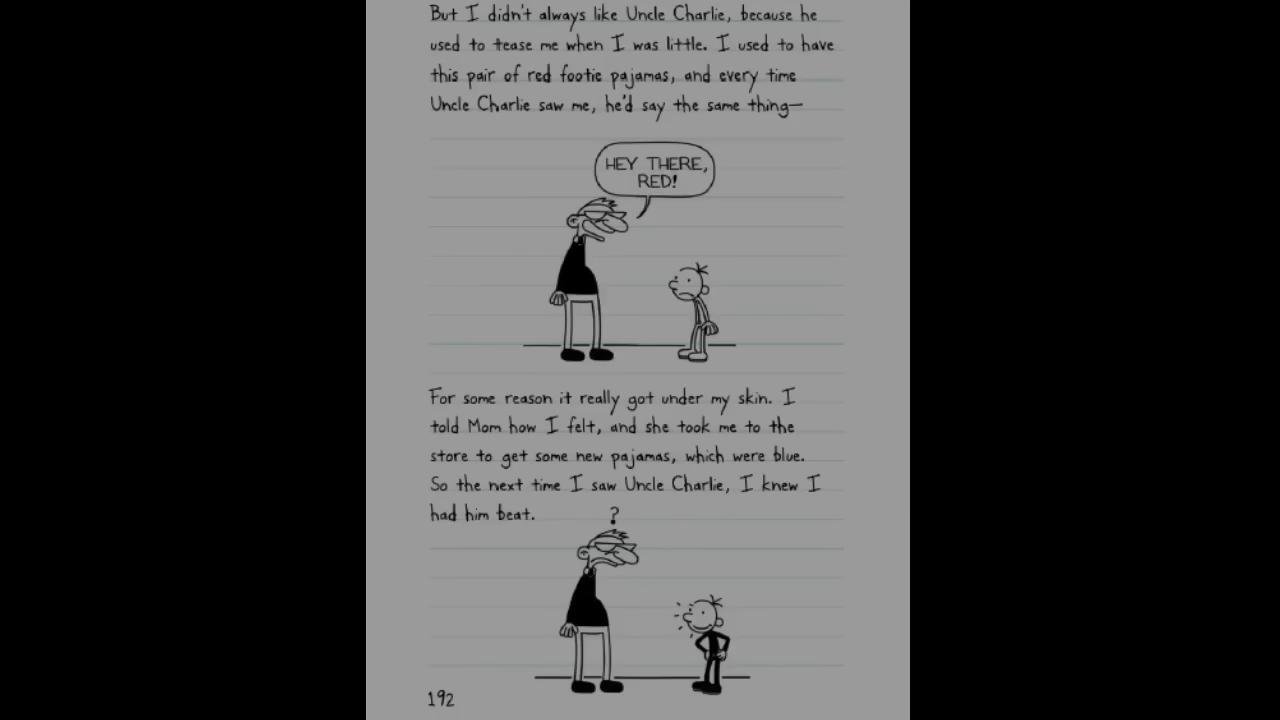 But I didn't always like Uncle Charlie, because he
used to tease me when I was little. I used to have
this pair of red footie pajamas, and every time
Uncle Charlie saw me, he'd say the same thing—
HEY THERE,
RED!
For some reason it really got under my skin. I
told Mom how I felt, and she took me to the
store to get some new pajamas, which were blue.
So the next time I saw Uncle Charlie, I knew I
had him beat.
?
192